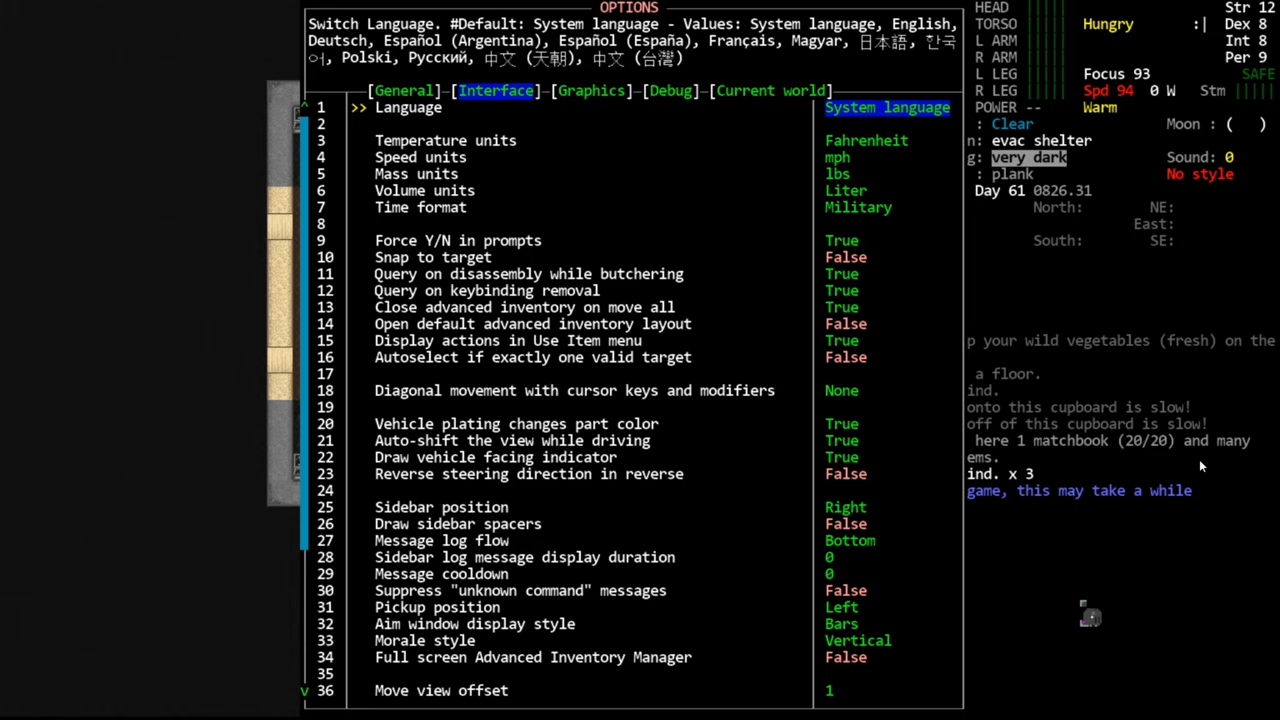 OPTIONS
Switch Language. #Default: System language - Values: System language, English,
Deutsch, Español (Argentina), Español (España), Français, Magyar, 日本語, 한국
어, Polski, Русский, 中文 (天朝), 中文 (台灣)
[General] [Interface] [Graphics] [Debug] [Current world]
1 >> Language System language
2
3 Temperature units Fahrenheit
4 Speed units mph
5 Mass units lbs
6 Volume units Liter
7 Time format Military
8
9 Force Y/N in prompts True
10 Snap to target False
11 Query on disassembly while butchering True
12 Query on keybinding removal True
13 Close advanced inventory on move all True
14 Open default advanced inventory layout False
15 Display actions in Use Item menu True
16 Autoselect if exactly one valid target False
17
18 Diagonal movement with cursor keys and modifiers None
19
20 Vehicle plating changes part color True
21 Auto-shift the view while driving True
22 Draw vehicle facing indicator True
23 Reverse steering direction in reverse False
24
25 Sidebar position Right
26 Draw sidebar spacers False
27 Message log flow Bottom
28 Sidebar log message display duration 0
29 Message cooldown 0
30 Suppress "unknown command" messages False
31 Pickup position Left
32 Aim window display style Bars
33 Morale style Vertical
34 Full screen Advanced Inventory Manager False
35
v 36 Move view offset 1
HEAD Str 12
TORSO Hungry :| Dex 8
L ARM Int 8
R ARM Per 9
L LEG Focus 93 SAFE
R LEG Spd 94 0 W Stm
POWER -- Warm
: Clear Moon : ( )
n: evac shelter
g: very dark Sound: 0
: plank No style
Day 61 0826.31
North: NE:
East:
South: SE:
p your wild vegetables (fresh) on the
a floor.
ind.
onto this cupboard is slow!
off of this cupboard is slow!
here 1 matchbook (20/20) and many
ems.
ind. x 3
game, this may take a while